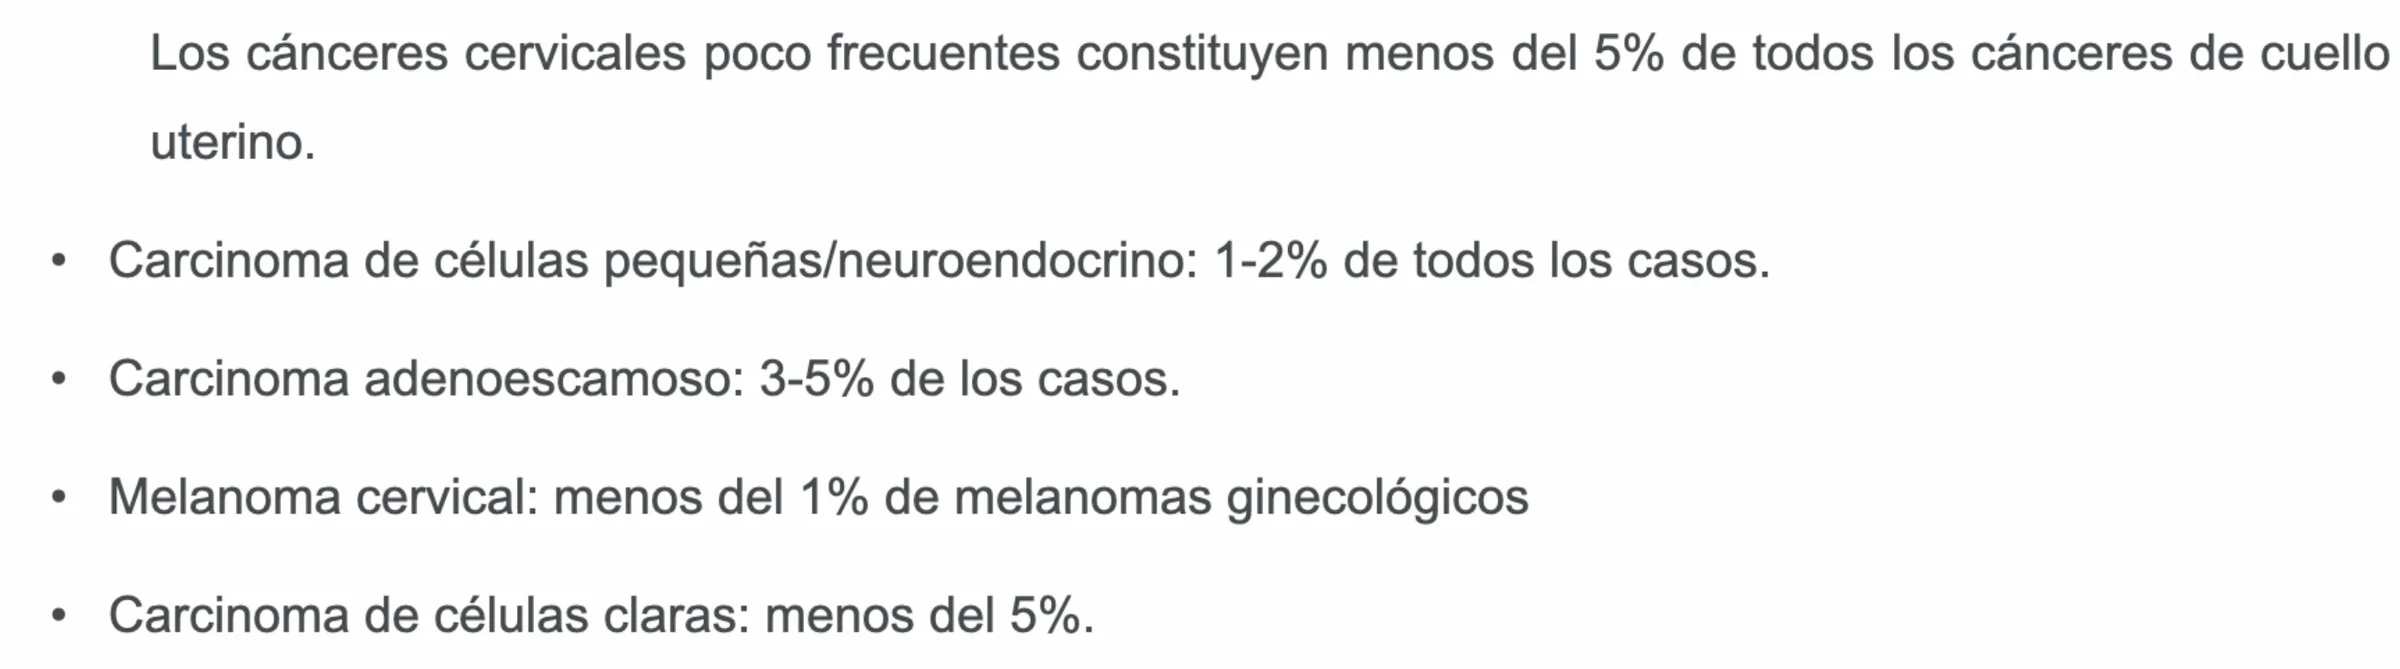 Los cánceres cervicales poco frecuentes constituyen menos del 5% de todos los cánceres de cuello
uterino.
• Carcinoma de células pequeñas/neuroendocrino: 1-2% de todos los casos.
• Carcinoma adenoescamoso: 3-5% de los casos.
• Melanoma cervical: menos del 1% de melanomas ginecológicos
• Carcinoma de células claras: menos del 5%.